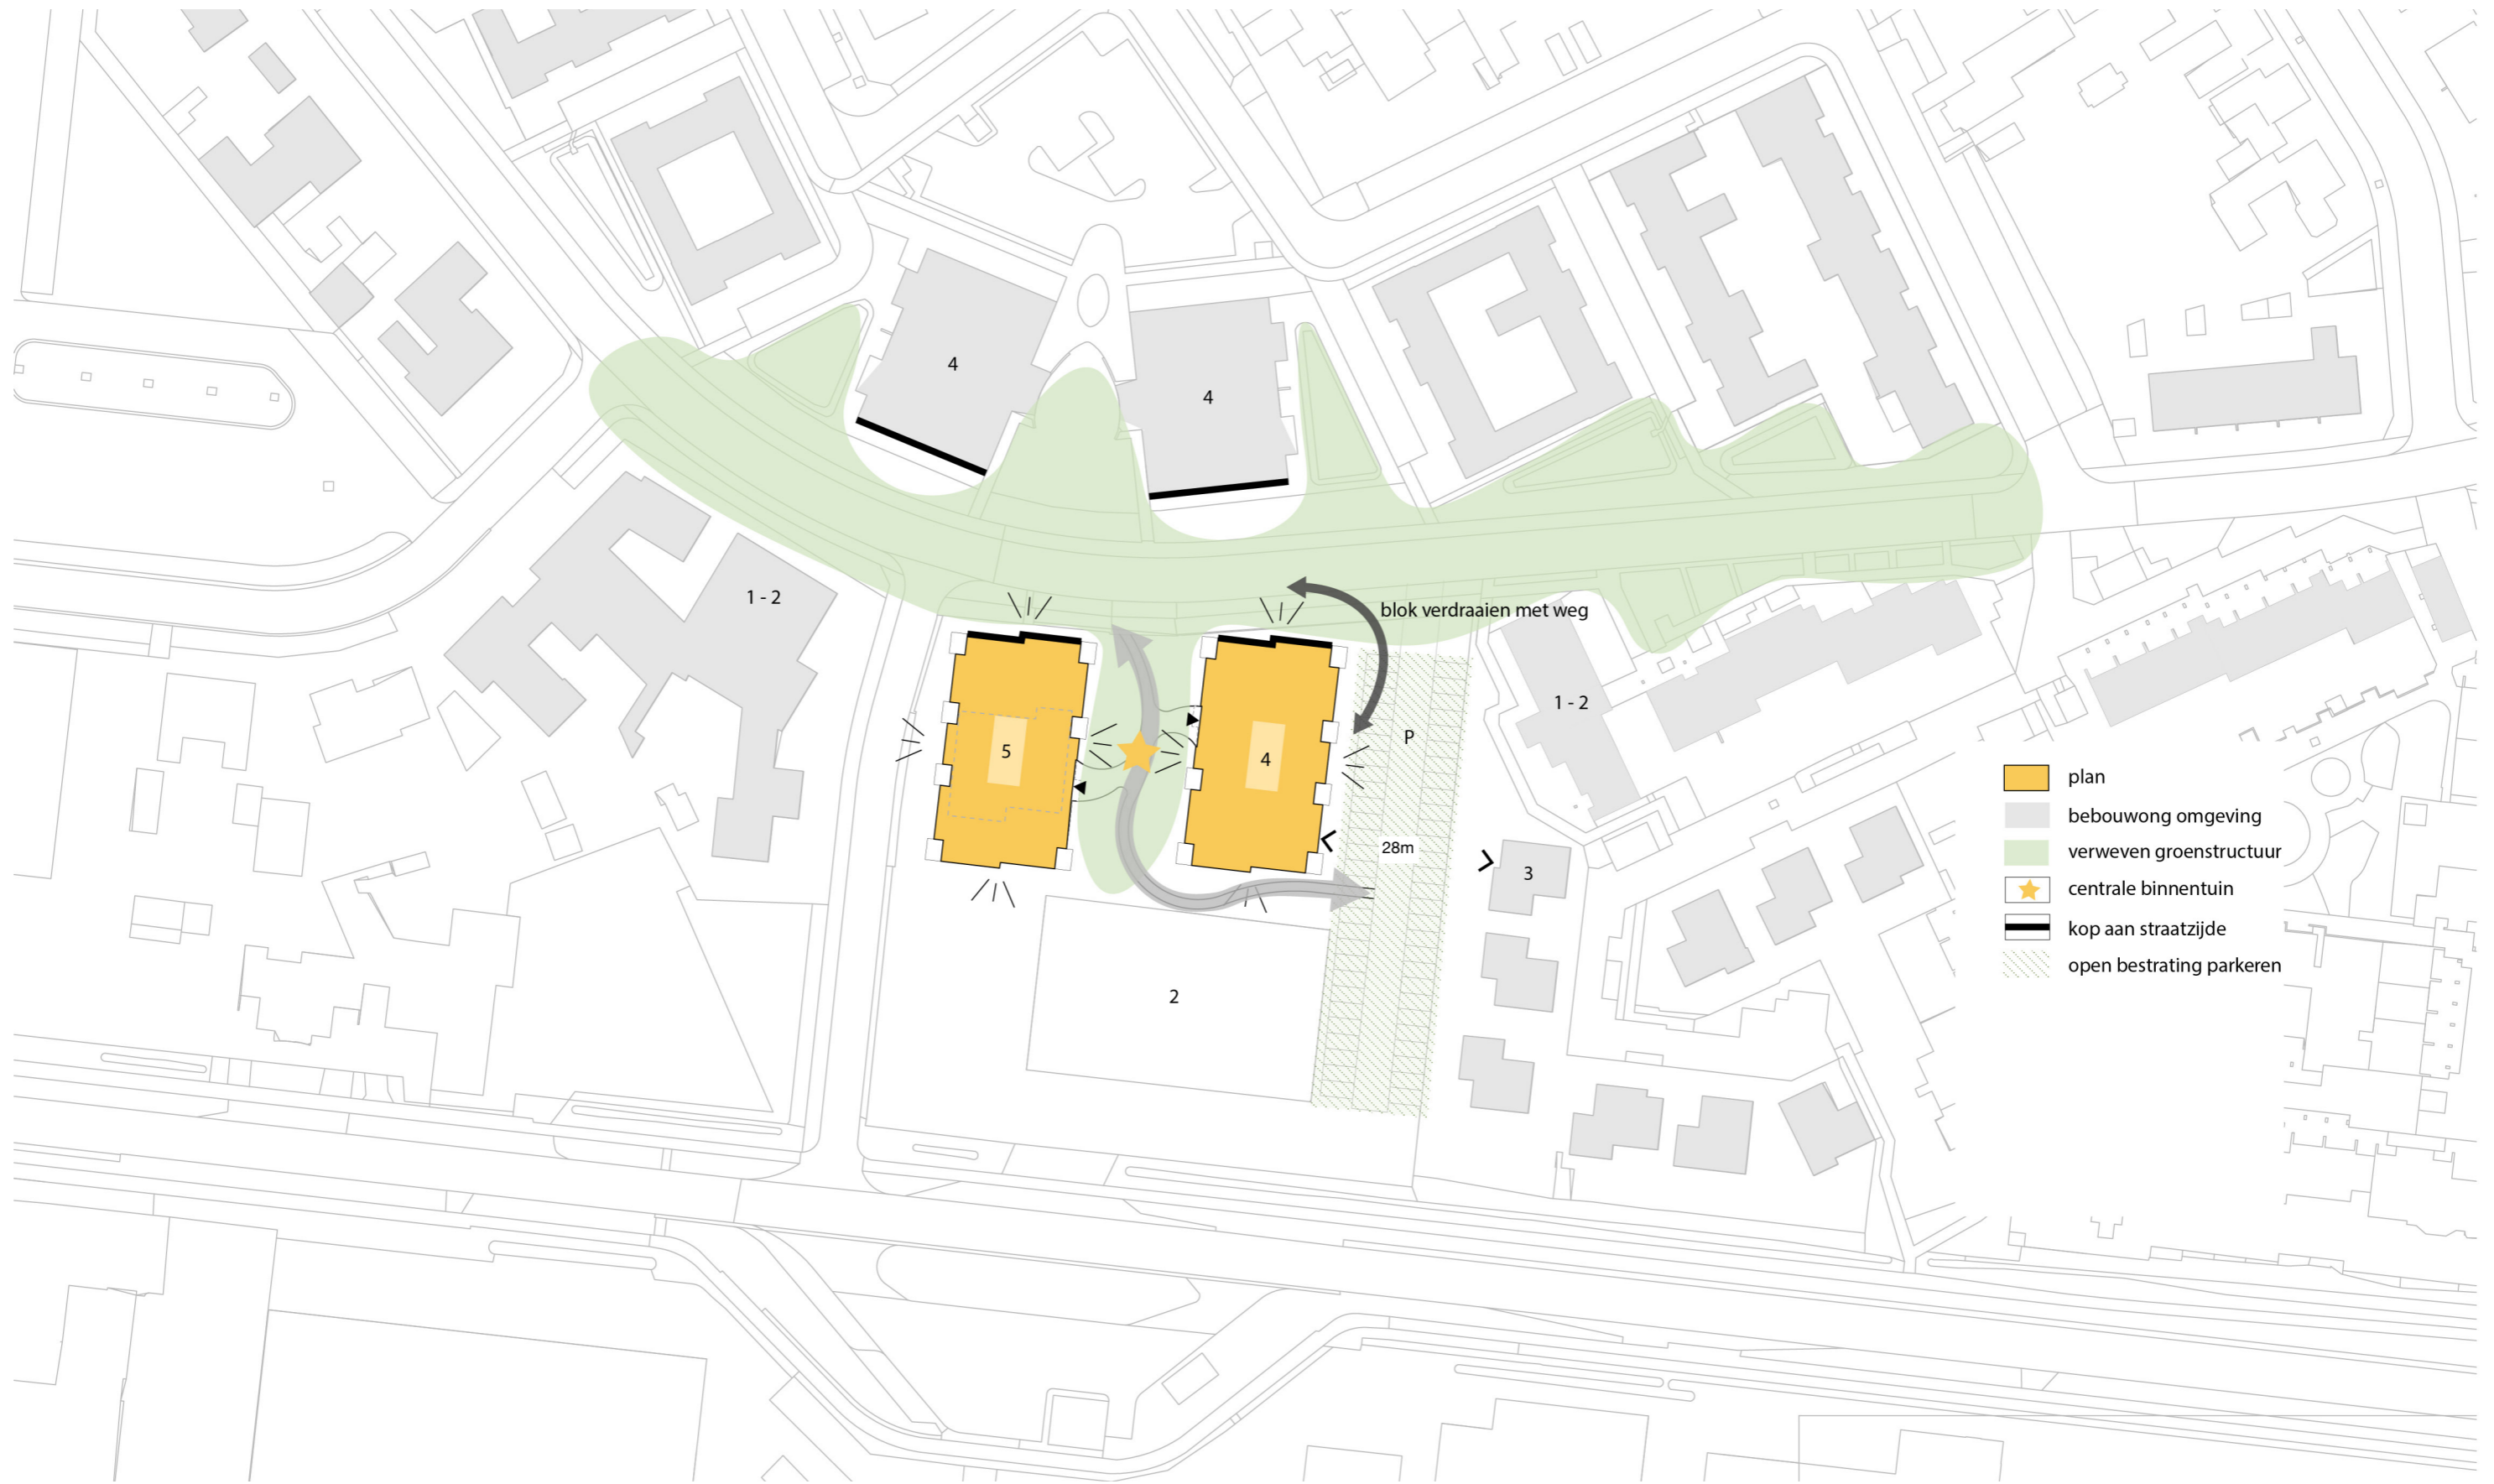 4
4
1 - 2
blok verdraaien met weg
1 - 2
P
5
4
28m
3
2
plan
bebouwong omgeving
verweven groenstructuur
centrale binnentuin
kop aan straatzijde
open bestrating parkeren